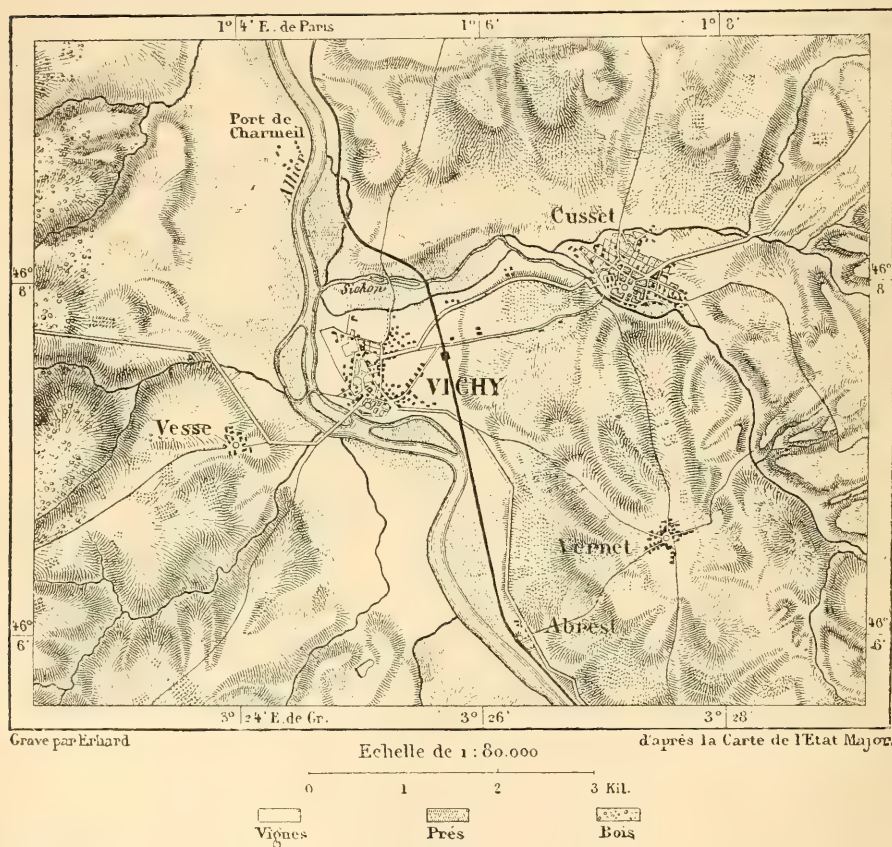 1° 4' E. de Paris 1° 6' 1° 8'
Port de
Charmeil
Allier
Cusset
46°
8'
46°
8'
Sichon
VICHY
Vesse
Vernet
Abrest
46°
6'
46°
6'
3° 24' E. de Gr. 3° 26' 3° 28'
Gravé par Erhard
d'après la Carte de l'Etat Major.
Echelle de 1 : 80.000
0 1 2 3 Kil.
Vignes Prés Bois